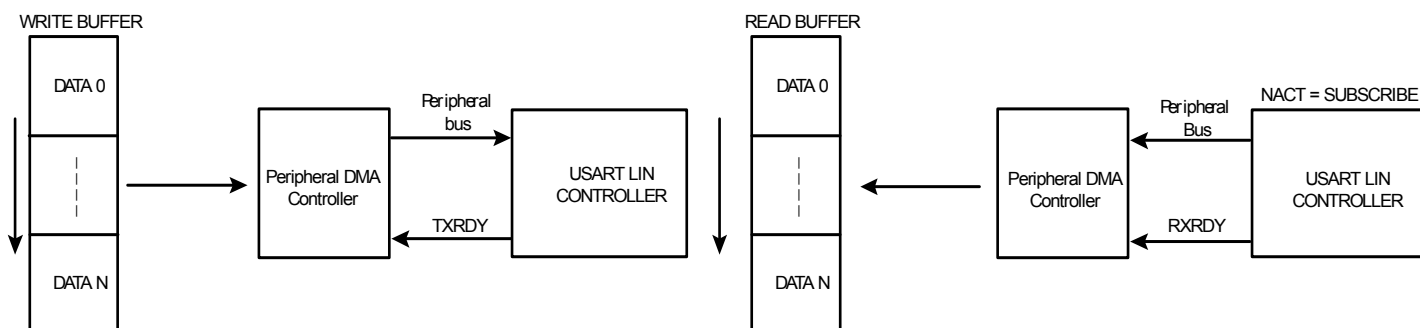 WRITE BUFFER
DATA 0
DATA N
Peripheral DMA
Controller
Peripheral
bus
TXRDY
USART LIN
CONTROLLER
READ BUFFER
DATA 0
DATA N
Peripheral DMA
Controller
Peripheral
Bus
RXRDY
NACT = SUBSCRIBE
USART LIN
CONTROLLER